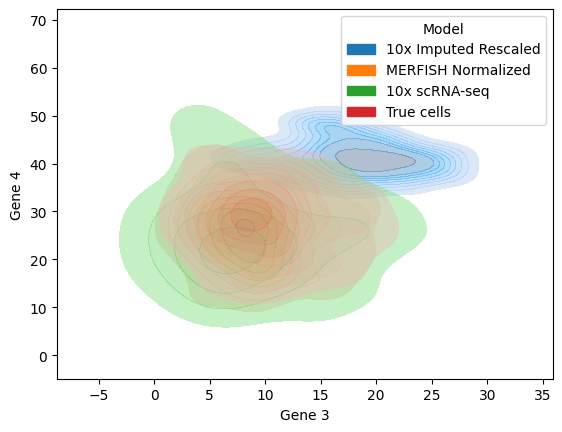 Model
10x Imputed Rescaled
MERFISH Normalized
10x scRNA-seq
True cells
70
60
50
40
30
20
10
0
Gene 4
−5
0
5
10
15
20
25
30
35
Gene 3